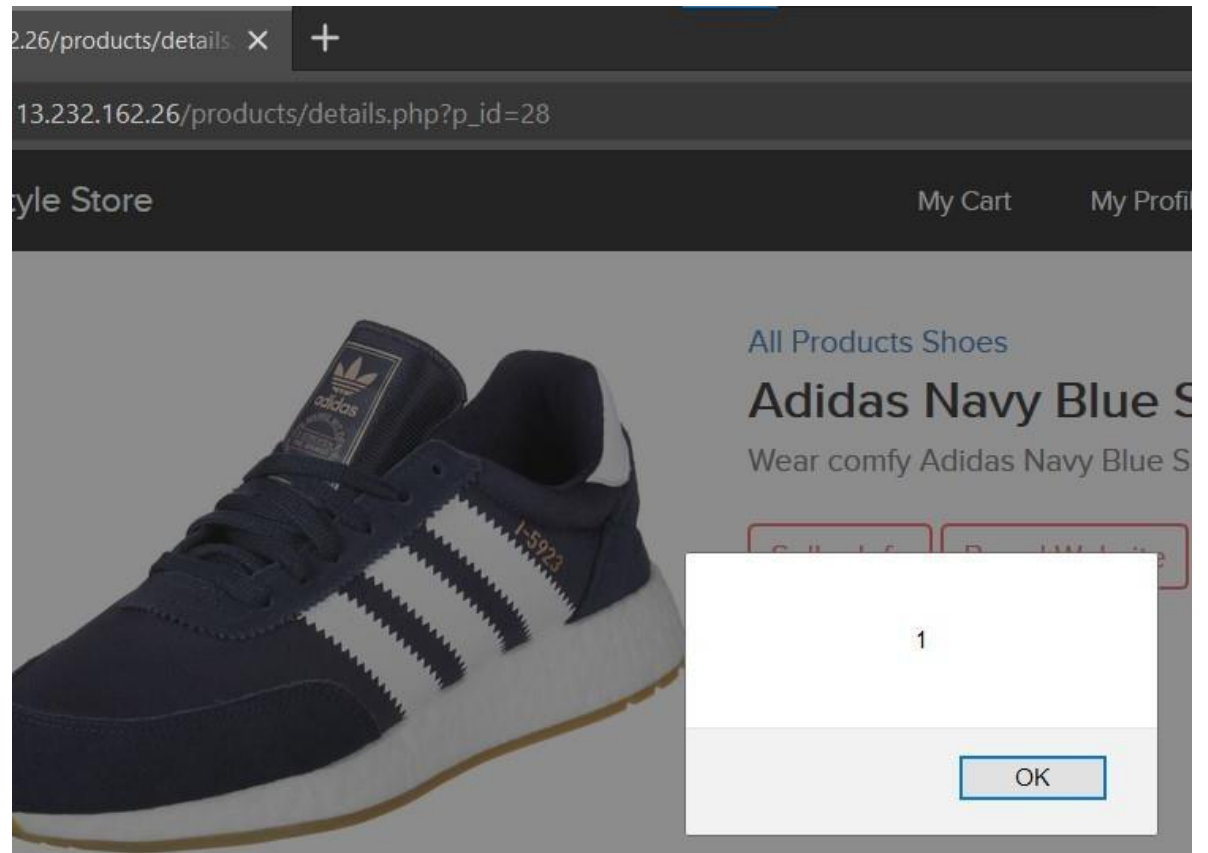 2.26/products/details
13.232.162.26/products/details.php?p_id=28
tyle Store
My Cart
My Profil
All Products Shoes
Adidas Navy Blue S
Wear comfy Adidas Navy Blue S
adidas
I-5923
1
OK